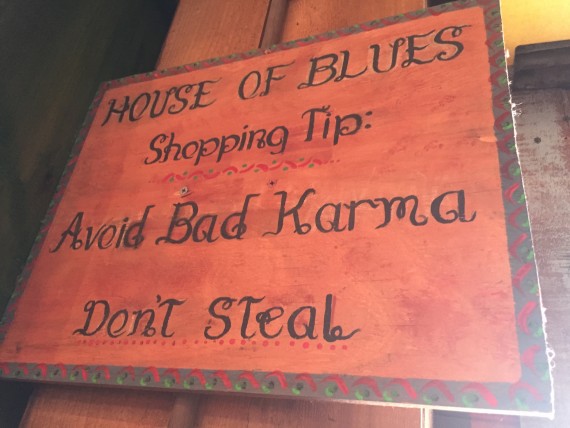 HOUSE OF BLUES
Shopping Tip:
Avoid Bad Karma
Don't Steal